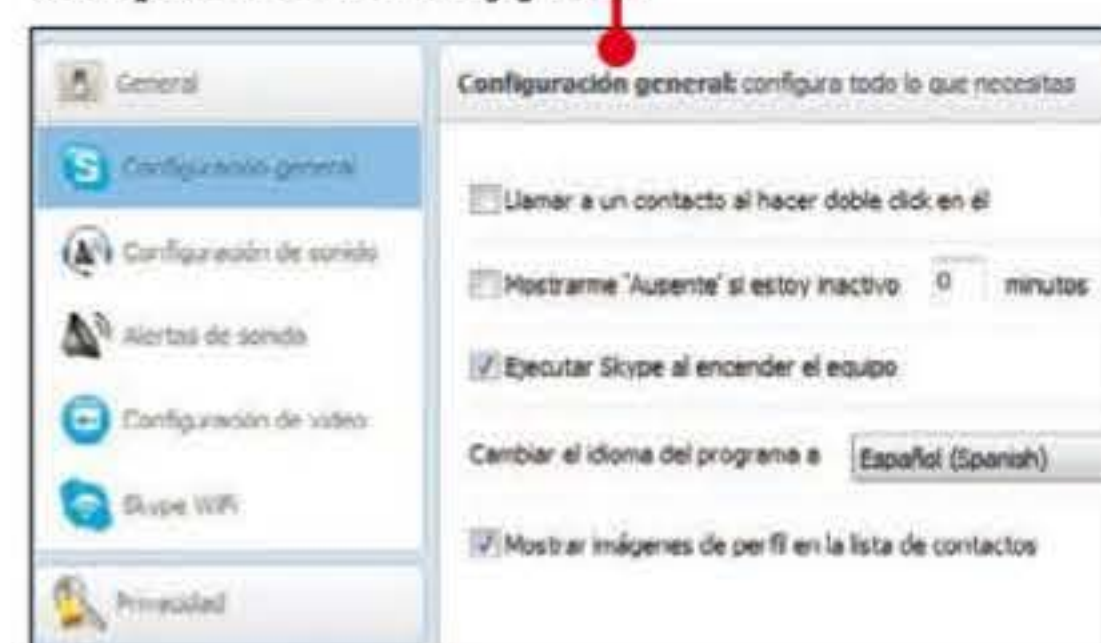 General
Configuración general
Configuración de sonido
Alertas de sonido
Configuración de video
Skype WiFi
Privacidad
Configuración general: configura todo lo que necesitas
Llamar a un contacto al hacer doble click en él
Mostrarme "Ausente" si estoy inactivo 0 minutos
Ejecutar Skype al encender el equipo
Cambiar el idioma del programa a Español (Spanish)
Mostrar imágenes de perfil en la lista de contactos